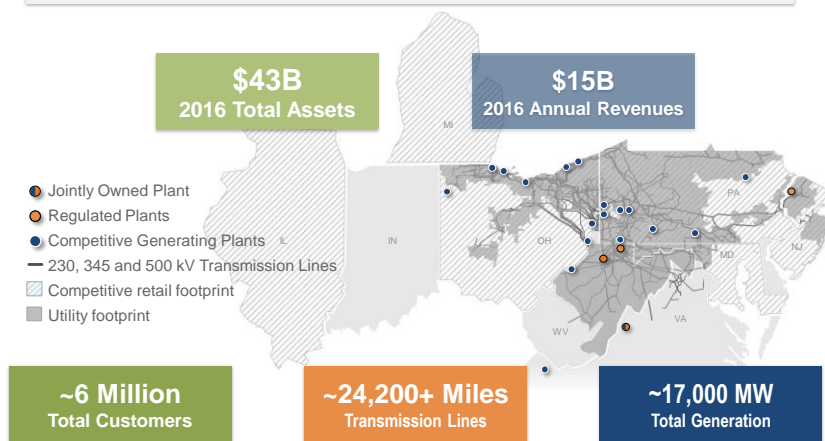 $43B
2016 Total Assets
$15B
2016 Annual Revenues
MI
Jointly Owned Plant
Regulated Plants
Competitive Generating Plants
230, 345 and 500 kV Transmission Lines
Competitive retail footprint
Utility footprint
IL
IN
OH
PA
NJ
MD
WV
VA
~6 Million
Total Customers
~24,200+ Miles
Transmission Lines
~17,000 MW
Total Generation